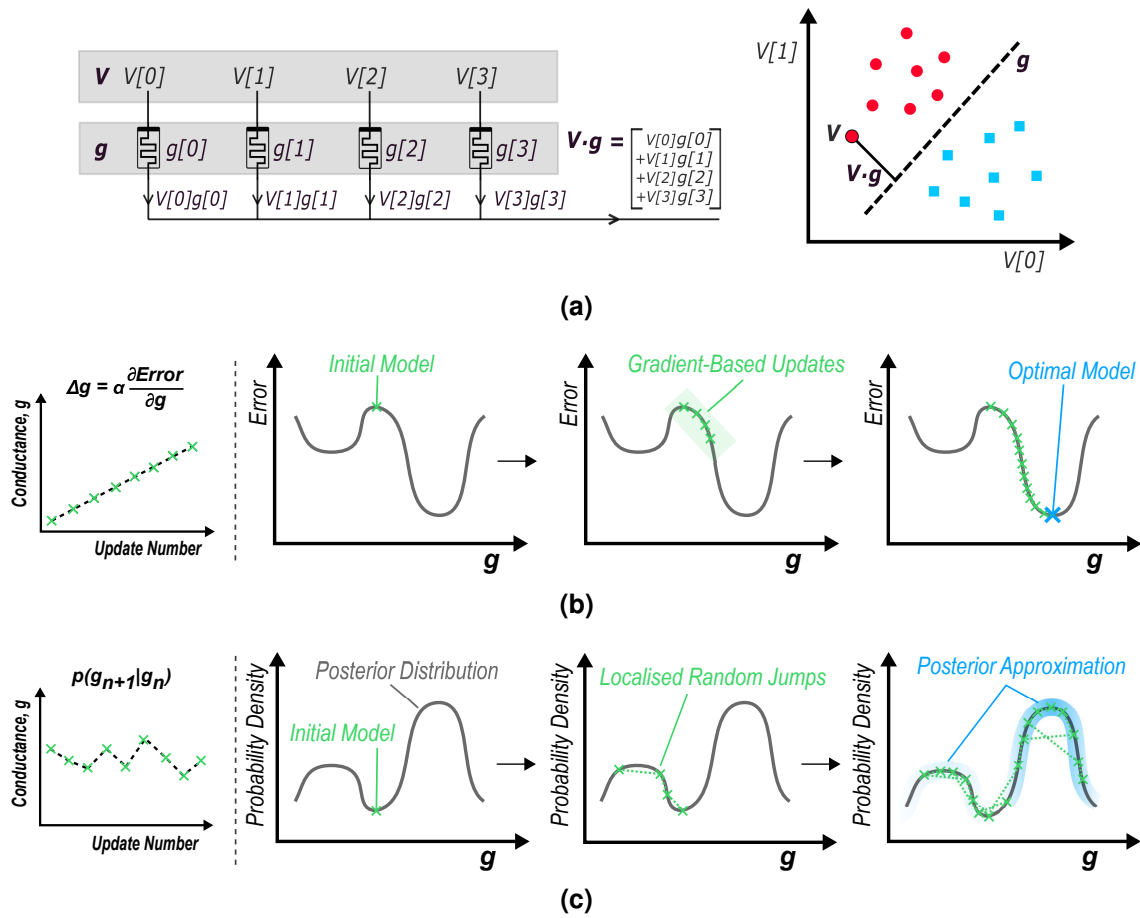 V V[0] V[1] V[2] V[3]
g g[0] g[1] g[2] g[3]
V[0]g[0] V[1]g[1] V[2]g[2] V[3]g[3]
V·g =
V[0]g[0]
+V[1]g[1]
+V[2]g[2]
+V[3]g[3]
V[1]
g
V
V·g
V[0]
(a)
Δg = α ∂Error
∂g
Conductance, g
Update Number
Initial Model
Error
g
Gradient-Based Updates
Error
g
Optimal Model
Error
g
(b)
p(gn+1|gn)
Conductance, g
Update Number
Posterior Distribution
Initial Model
Probability Density
g
Localised Random Jumps
Probability Density
g
Posterior Approximation
Probability Density
g
(c)